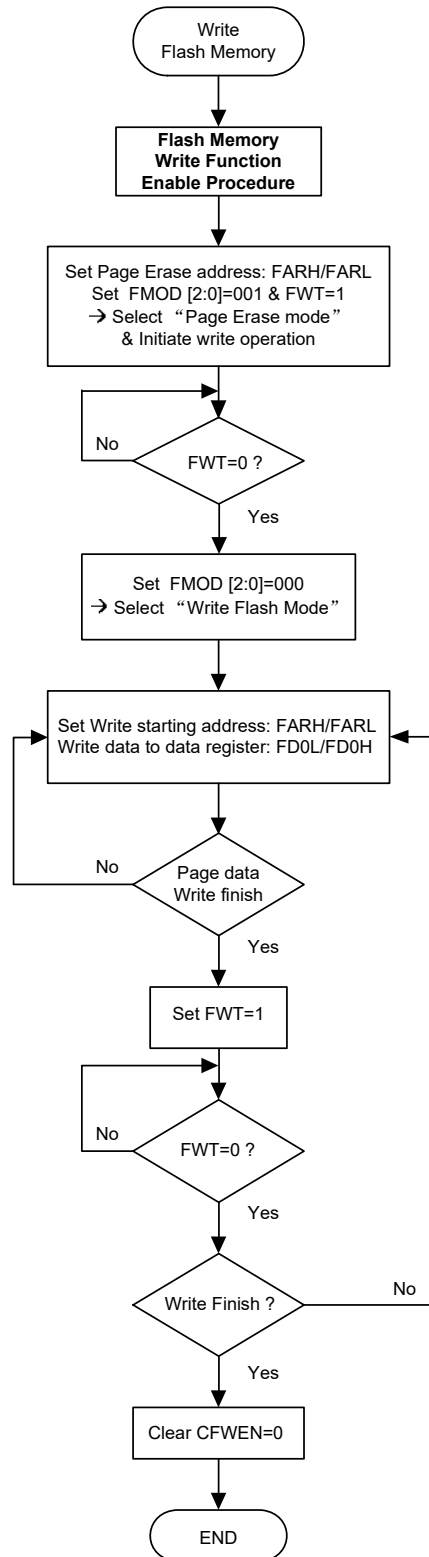 Write
Flash Memory
Flash Memory
Write Function
Enable Procedure
Set Page Erase address: FARH/FARL
Set FMOD [2:0]=001 & FWT=1
→ Select “Page Erase mode”
& Initiate write operation
No
FWT=0 ?
Yes
Set FMOD [2:0]=000
→ Select “Write Flash Mode”
Set Write starting address: FARH/FARL
Write data to data register: FD0L/FD0H
No
Page data
Write finish
Yes
Set FWT=1
No
FWT=0 ?
Yes
Write Finish ?
No
Yes
Clear CFWEN=0
END